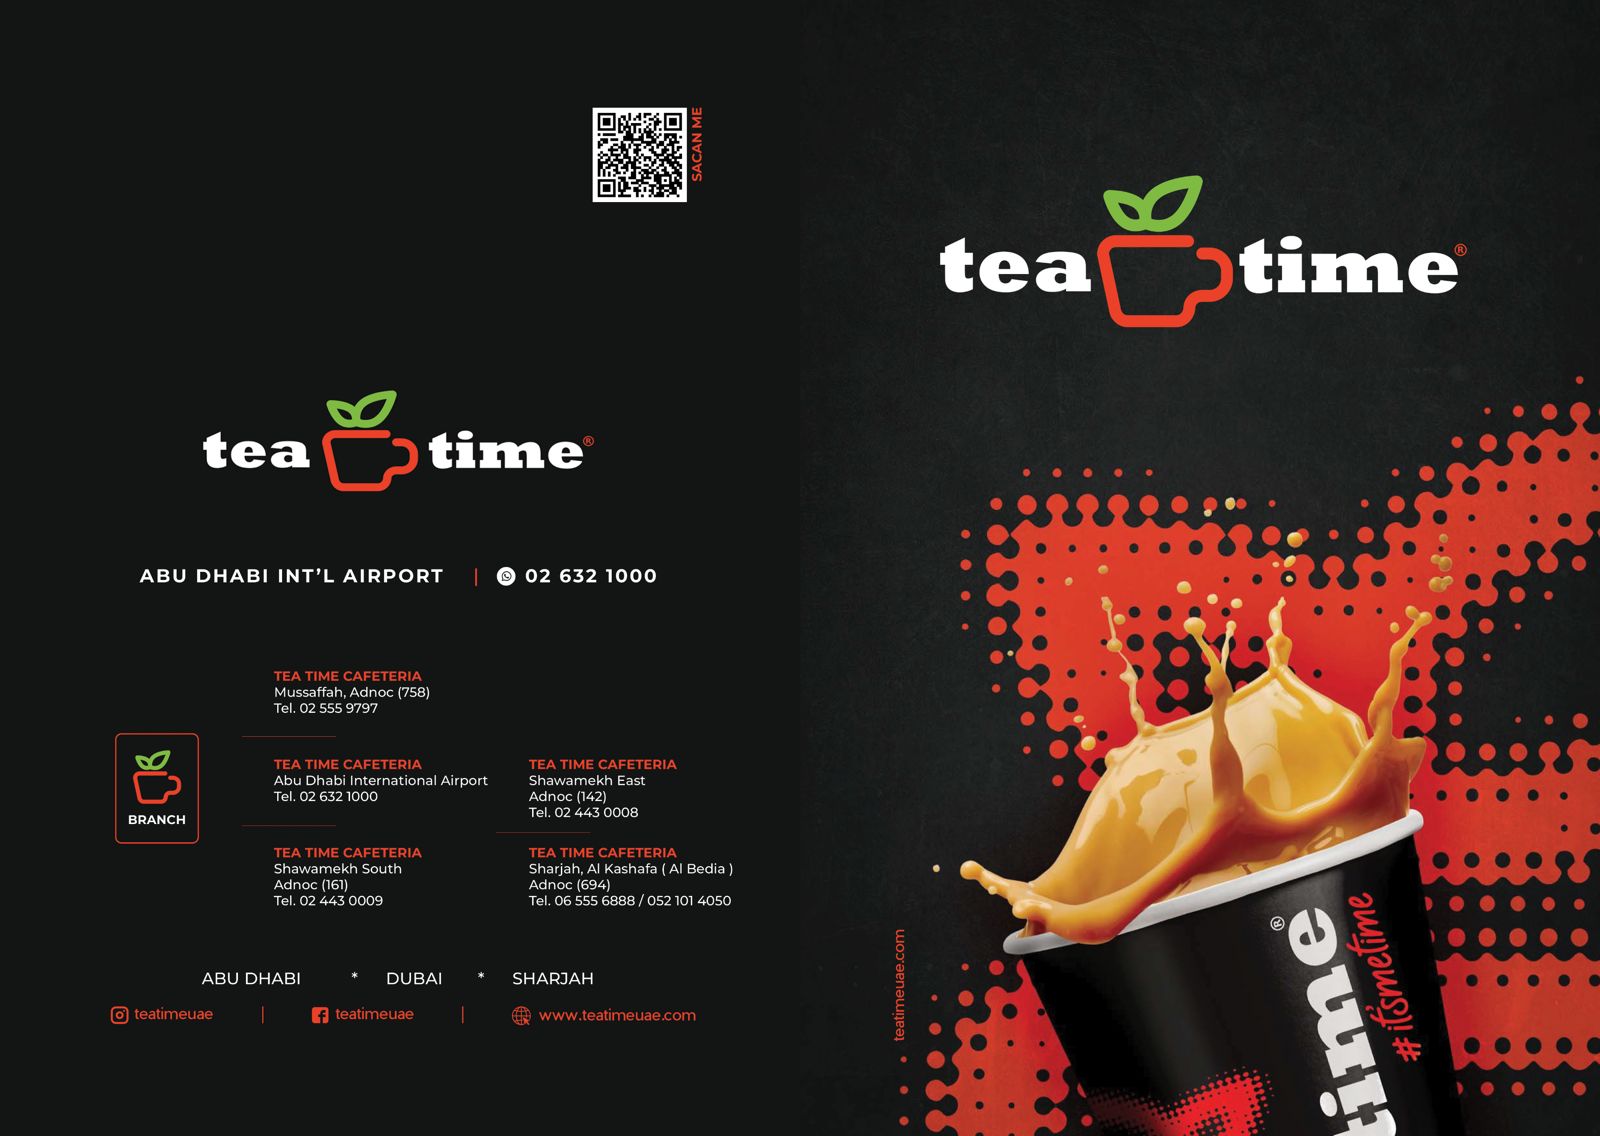 SACAN ME
tea time®
ABU DHABI INT'L AIRPORT | 02 632 1000
TEA TIME CAFETERIA
Mussaffah, Adnoc (758)
Tel. 02 555 9797
BRANCH
TEA TIME CAFETERIA
Abu Dhabi International Airport
Tel. 02 632 1000
TEA TIME CAFETERIA
Shawamekh South
Adnoc (161)
Tel. 02 443 0009
TEA TIME CAFETERIA
Shawamekh East
Adnoc (142)
Tel. 02 443 0008
TEA TIME CAFETERIA
Sharjah, Al Kashafa ( Al Bedia )
Adnoc (694)
Tel. 06 555 6888 / 052 101 4050
ABU DHABI * DUBAI * SHARJAH
teatimeuae | teatimeuae | www.teatimeuae.com
tea time®
teatimeuae.com
time®
#it'smetime